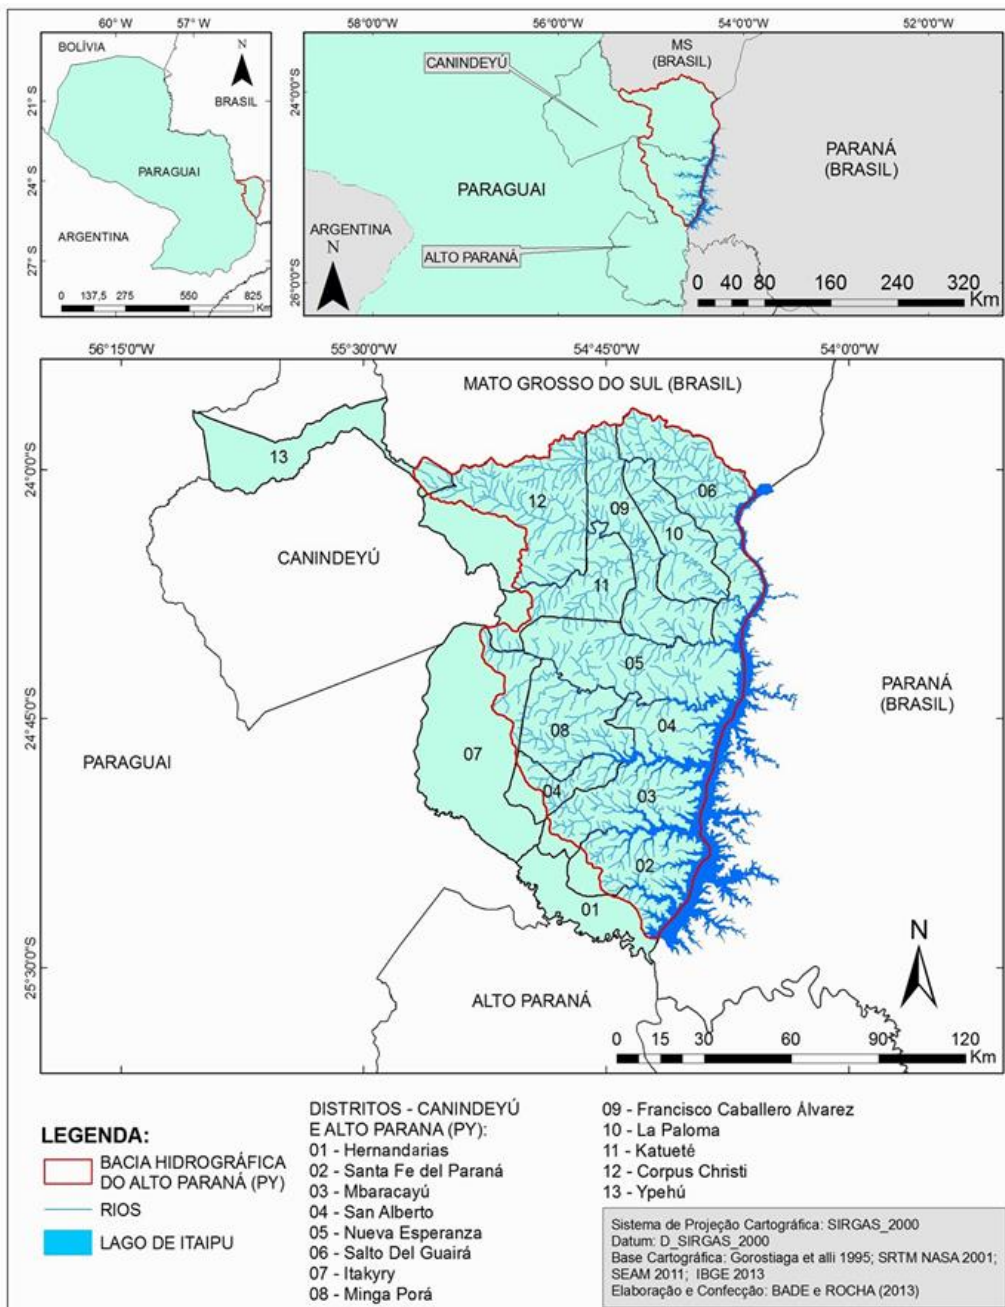 60° W
57° W
BOLÍVIA
N
BRASIL
21° S
PARAGUAI
24° S
ARGENTINA
27° S
0 137,5 275 550 825
Km
58°0'0"W
56°0'0"W
54°0'0"W
52°0'0"W
MS
(BRASIL)
CANINDEYÚ
24°0'0"S
PARANÁ
(BRASIL)
PARAGUAI
ARGENTINA
N
ALTO PARANÁ
26°0'0"S
0 40 80 160 240 320
Km
56°15'0"W
55°30'0"W
54°45'0"W
54°0'0"W
MATO GROSSO DO SUL (BRASIL)
24°0'0"S
13
12
09
06
10
CANINDEYÚ
11
05
24°45'0"S
PARANÁ
(BRASIL)
08
04
07
PARAGUAI
04
03
02
01
25°30'0"S
ALTO PARANÁ
N
0 15 30 60 90 120
Km
LEGENDA:
BACIA HIDROGRÁFICA
DO ALTO PARANÁ (PY)
RIOS
LAGO DE ITAIPU
DISTRITOS - CANINDEYÚ
E ALTO PARANA (PY):
01 - Hernandarias
02 - Santa Fe del Paraná
03 - Mbaracayú
04 - San Alberto
05 - Nueva Esperanza
06 - Salto Del Guairá
07 - Itakyry
08 - Minga Porá
09 - Francisco Caballero Álvarez
10 - La Paloma
11 - Katueté
12 - Corpus Christi
13 - Ypehú
Sistema de Projeção Cartográfica: SIRGAS_2000
Datum: D_SIRGAS_2000
Base Cartográfica: Gorostiaga et alli 1995; SRTM NASA 2001;
SEAM 2011; IBGE 2013
Elaboração e Confecção: BADE e ROCHA (2013)